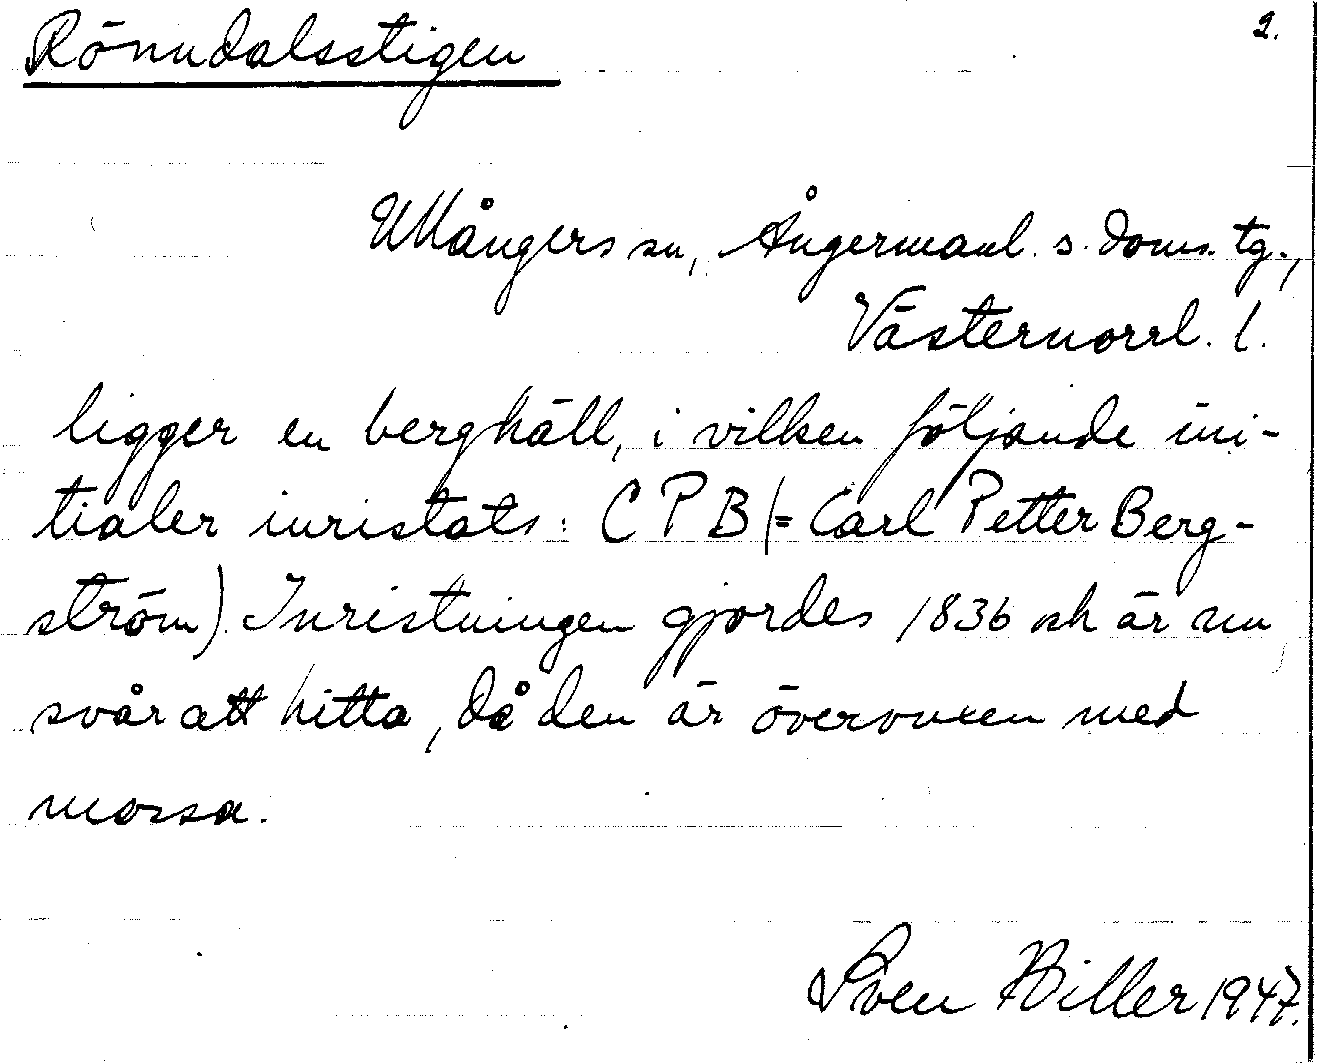 Rönndalsstigen 2.
Ullångers sn, Ångermanl. s. doms. tg.,
Västernorrl. l.
ligger en berghäll, i vilken följande ini-
tialer inristats: C P B (= Carl Petter Berg-
ström). Inristningen gjordes 1836 och är nu
svår att hitta, då den är övervuxen med
mossa.
Sven Hiller 1947.